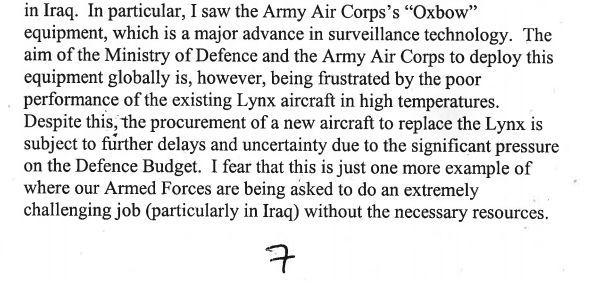 in Iraq.  In particular, I saw the Army Air Corps’s “Oxbow”
equipment, which is a major advance in surveillance technology.  The
aim of the Ministry of Defence and the Army Air Corps to deploy this
equipment globally is, however, being frustrated by the poor
performance of the existing Lynx aircraft in high temperatures.
Despite this, the procurement of a new aircraft to replace the Lynx is
subject to further delays and uncertainty due to the significant pressure
on the Defence Budget.  I fear that this is just one more example of
where our Armed Forces are being asked to do an extremely
challenging job (particularly in Iraq) without the necessary resources.
7